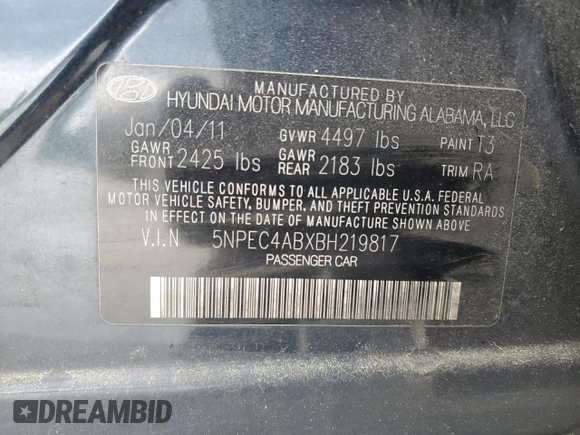 MANUFACTURED BY
HYUNDAI MOTOR MANUFACTURING ALABAMA, LLC
Jan/04/11 GVWR 4497 lbs PAINT T3
GAWR FRONT 2425 lbs GAWR REAR 2183 lbs TRIM RA
THIS VEHICLE CONFORMS TO ALL APPLICABLE U.S.A. FEDERAL
MOTOR VEHICLE SAFETY, BUMPER, AND THEFT PREVENTION STANDARDS
IN EFFECT ON THE DATE OF MANUFACTURE SHOWN ABOVE
V.I.N 5NPEC4ABXBH219817
PASSENGER CAR
DREAMBID